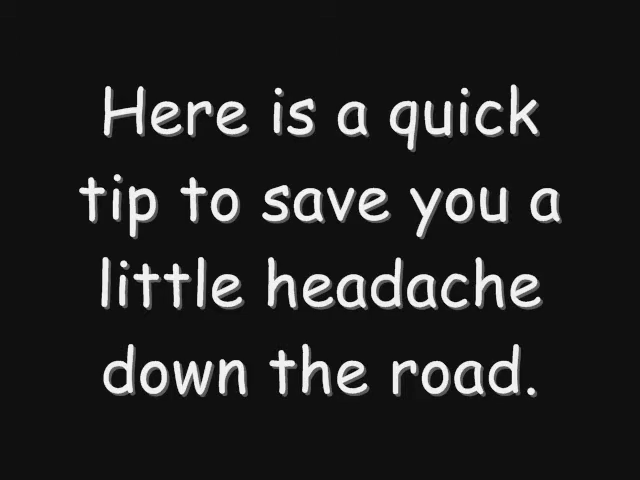 Here is a quick
tip to save you a
little headache
down the road.